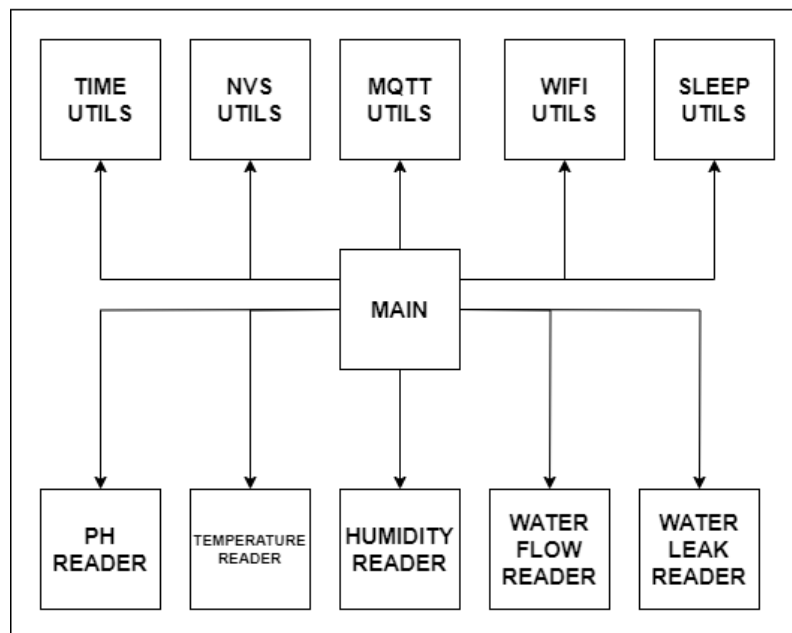 TIME
UTILS
NVS
UTILS
MQTT
UTILS
WIFI
UTILS
SLEEP
UTILS
MAIN
PH
READER
TEMPERATURE
READER
HUMIDITY
READER
WATER
FLOW
READER
WATER
LEAK
READER